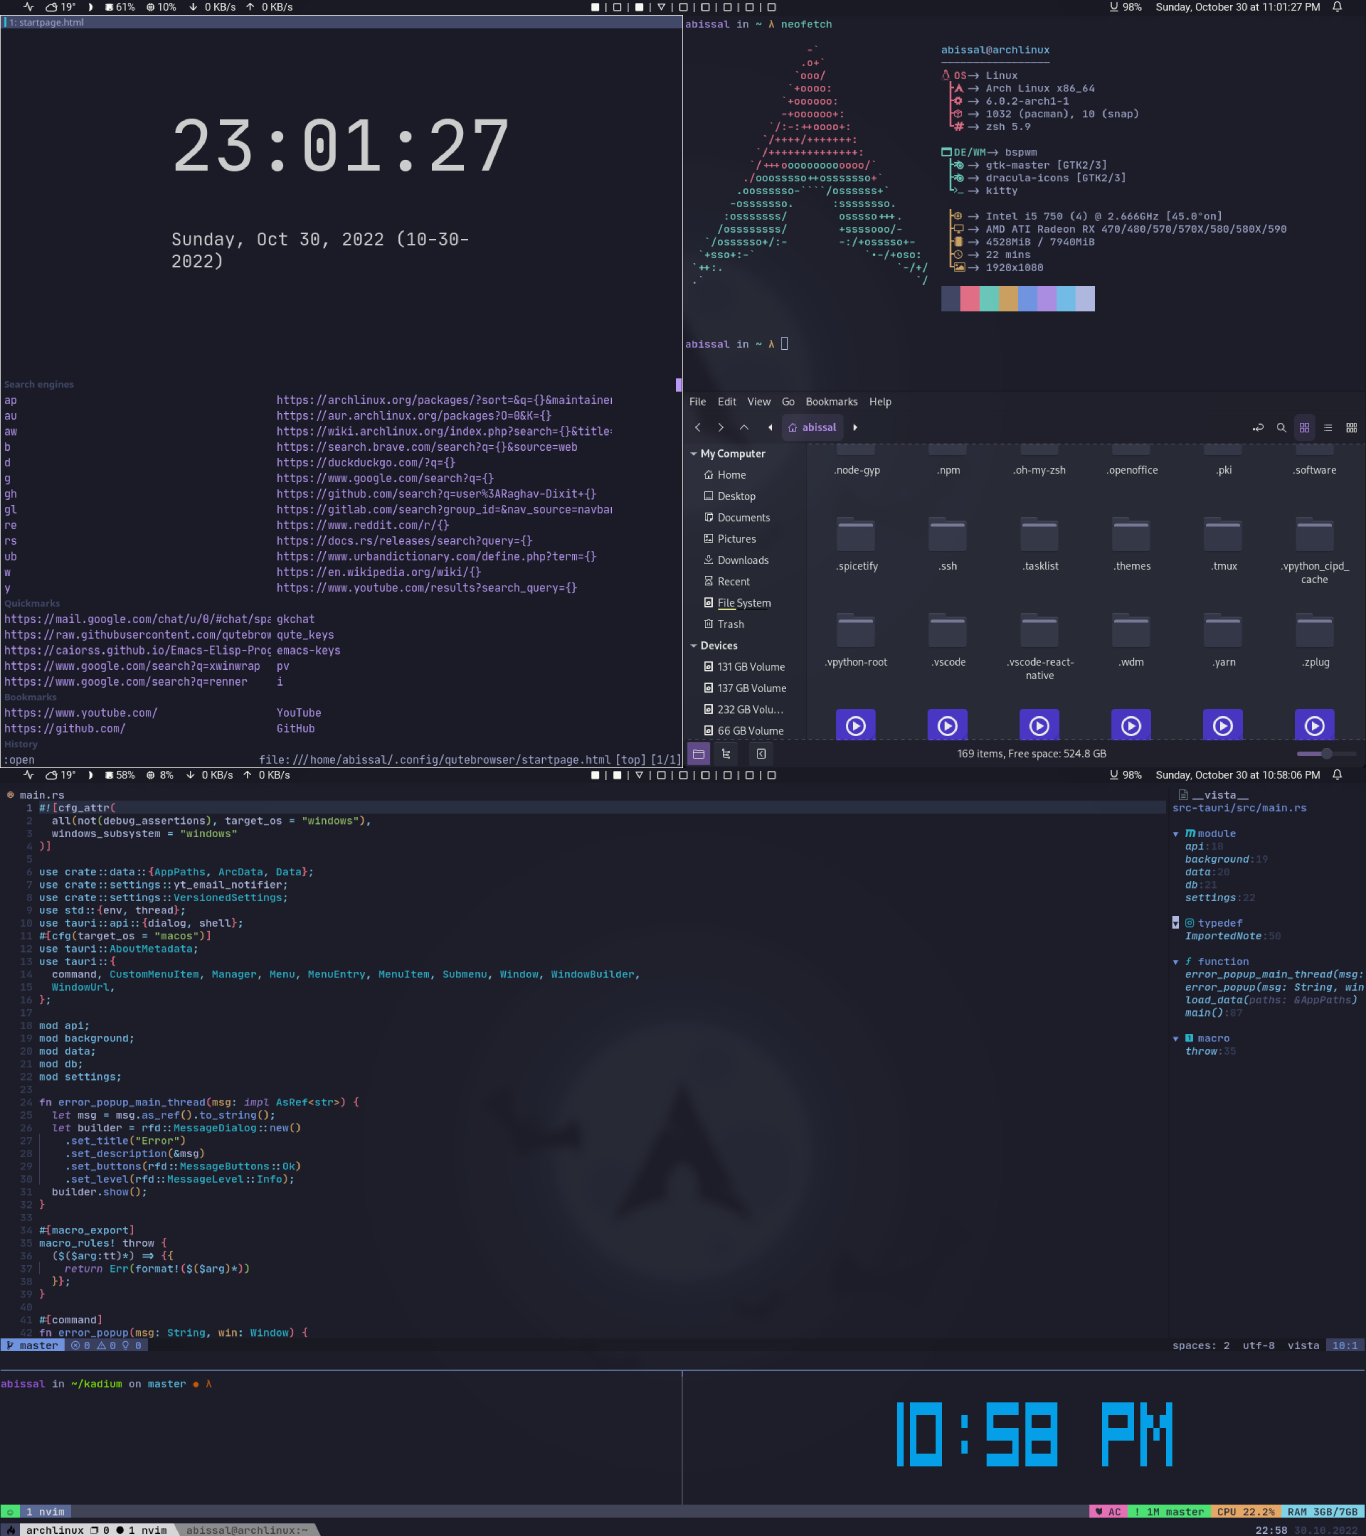 19° 61% 10% 0 KB/s 0 KB/s
98% Sunday, October 30 at 11:01:27 PM
1: startpage.html
23:01:27
Sunday, Oct 30, 2022 (10-30-
2022)
Search engines
ap https://archlinux.org/packages/?sort=&q={}&maintainer
au https://aur.archlinux.org/packages?O=0&K={}
aw https://wiki.archlinux.org/index.php?search={}&title=
b https://search.brave.com/search?q={}&source=web
d https://duckduckgo.com/?q={}
g https://www.google.com/search?q={}
gh https://github.com/search?q=user%3ARaghav-Dixit+{}
gl https://gitlab.com/search?group_id=&nav_source=navbar
re https://www.reddit.com/r/{}
rs https://docs.rs/releases/search?query={}
ub https://www.urbandictionary.com/define.php?term={}
w https://en.wikipedia.org/wiki/{}
y https://www.youtube.com/results?search_query={}
Quickmarks
https://mail.google.com/chat/u/0/#chat/spa gkchat
https://raw.githubusercontent.com/qutebrow qute_keys
https://caiorss.github.io/Emacs-Elisp-Prog emacs-keys
https://www.google.com/search?q=xwinwrap pv
https://www.google.com/search?q=renner i
Bookmarks
https://www.youtube.com/ YouTube
https://github.com/ GitHub
History
:open file:///home/abissal/.config/qutebrowser/startpage.html [top] [1/1]
abissal in ~ λ neofetch
abissal@archlinux
OS → Linux
→ Arch Linux x86_64
→ 6.0.2-arch1-1
→ 1032 (pacman), 10 (snap)
→ zsh 5.9
DE/WM → bspwm
→ gtk-master [GTK2/3]
→ dracula-icons [GTK2/3]
→ kitty
→ Intel i5 750 (4) @ 2.666GHz [45.0°on]
→ AMD ATI Radeon RX 470/480/570/570X/580/580X/590
→ 4528MiB / 7940MiB
→ 22 mins
→ 1920x1080
abissal in ~ λ
File Edit View Go Bookmarks Help
abissal
My Computer
Home
Desktop
Documents
Pictures
Downloads
Recent
File System
Trash
Devices
131 GB Volume
137 GB Volume
232 GB Volu...
66 GB Volume
.node-gyp .npm .oh-my-zsh .openoffice .pki .software
.spicetify .ssh .tasklist .themes .tmux .vpython_cipd_
cache
.vpython-root .vscode .vscode-react- .wdm .yarn .zplug
native
169 items, Free space: 524.8 GB
19° 58% 8% 0 KB/s 0 KB/s
98% Sunday, October 30 at 10:58:06 PM
main.rs
1 #![cfg_attr(
2 all(not(debug_assertions), target_os = "windows"),
3 windows_subsystem = "windows"
4 )]
5
6 use crate::data::{AppPaths, ArcData, Data};
7 use crate::settings::yt_email_notifier;
8 use crate::settings::VersionedSettings;
9 use std::{env, thread};
10 use tauri::api::{dialog, shell};
11 #[cfg(target_os = "macos")]
12 use tauri::AboutMetadata;
13 use tauri::{
14 command, CustomMenuItem, Manager, Menu, MenuEntry, MenuItem, Submenu, Window, WindowBuilder,
15 WindowUrl,
16 };
17
18 mod api;
19 mod background;
20 mod data;
21 mod db;
22 mod settings;
23
24 fn error_popup_main_thread(msg: impl AsRef<str>) {
25 let msg = msg.as_ref().to_string();
26 let builder = rfd::MessageDialog::new()
27 .set_title("Error")
28 .set_description(&msg)
29 .set_buttons(rfd::MessageButtons::Ok)
30 .set_level(rfd::MessageLevel::Info);
31 builder.show();
32 }
33
34 #[macro_export]
35 macro_rules! throw {
36 ($($arg:tt)*) => {{
37 return Err(format!($($arg)*))
38 }};
39 }
40
41 #[command]
42 fn error_popup(msg: String, win: Window) {
__vista__
src-tauri/src/main.rs
module
api:18
background:19
data:20
db:21
settings:22
typedef
ImportedNote:50
function
error_popup_main_thread(msg:
error_popup(msg: String, win
load_data(paths: &AppPaths)
main():87
macro
throw:35
master 0 0 0
spaces: 2 utf-8 vista 10:1
abissal in ~/kadium on master ● λ
10:58 PM
1 nvim
AC ! 1M master CPU 22.2% RAM 3GB/7GB
archlinux 0 ● 1 nvim abissal@archlinux:~
22:58 30.10.2022